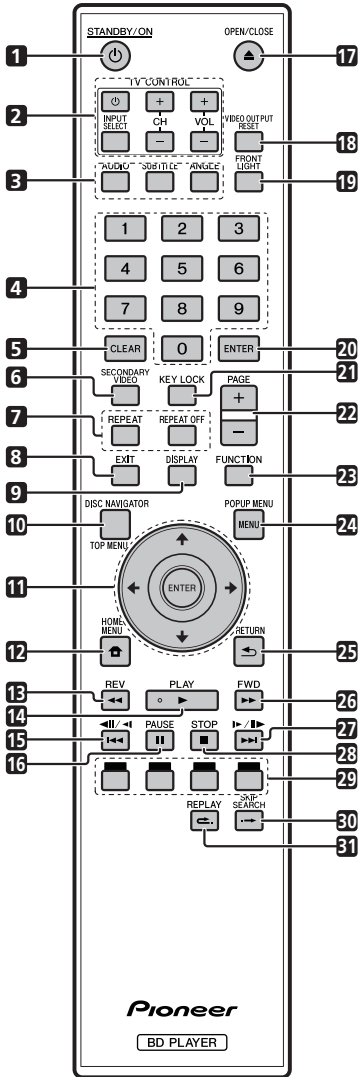 STANDBY/ON
OPEN/CLOSE
1
17
TV CONTROL
2
INPUT SELECT
CH
VOL
+
+
–
–
VIDEO OUTPUT RESET
18
3
AUDIO
SUBTITLE
ANGLE
FRONT LIGHT
19
1
2
3
4
4
5
6
7
8
9
5
CLEAR
0
ENTER
20
6
SECONDARY VIDEO
KEY LOCK
21
PAGE
+
–
22
7
REPEAT
REPEAT OFF
8
EXIT
9
DISPLAY
FUNCTION
23
10
DISC NAVIGATOR
TOP MENU
POPUP MENU
MENU
24
11
ENTER
12
HOME MENU
RETURN
25
13
REV
14
PLAY
FWD
26
15
16
PAUSE
STOP
27
28
29
REPLAY
SKIP SEARCH
30
31
Pioneer
BD PLAYER